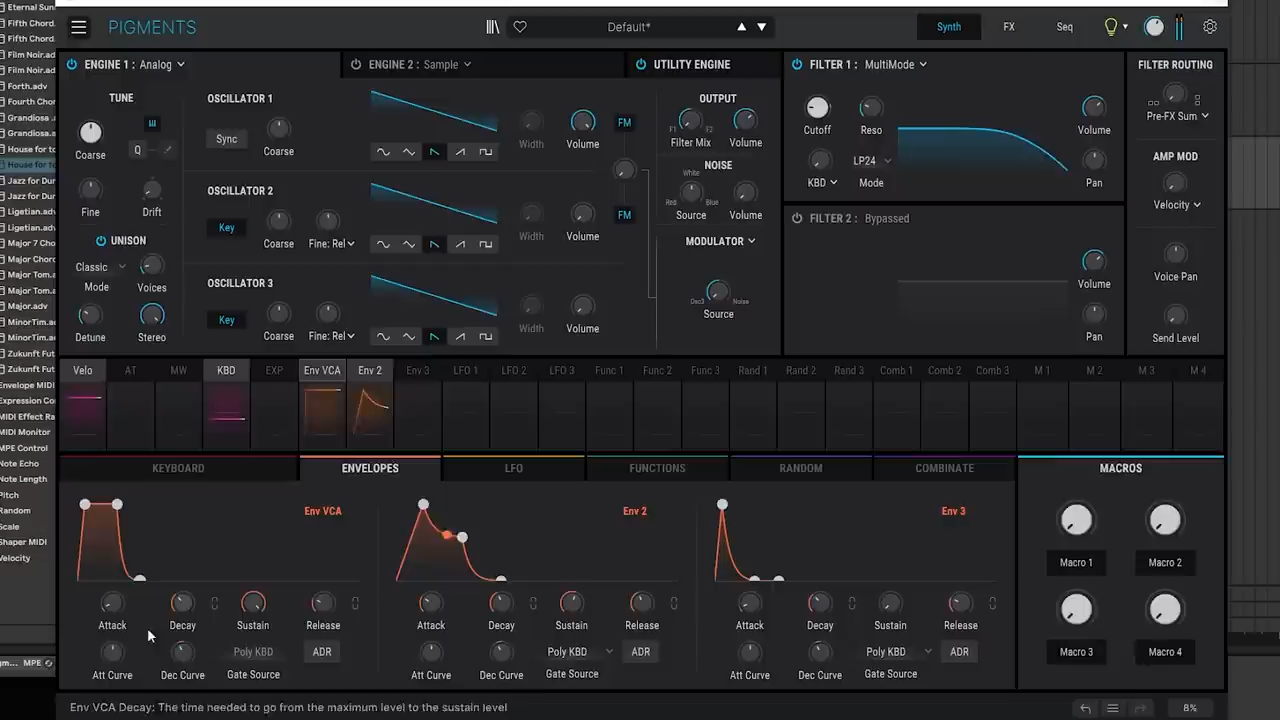 Eternal Sun
Fifth Chord.
Fifth Chord.
Film Noir.ad
Film Noir.ad
Forth.adv
Fourth Chor
Grandiosa.a
Grandiosa.a
House for to
House for to
Jazz for Dur
Jazz for Dur
Ligetian.adv
Ligetian.adv
Major 7 Cho
Major Chorc
Major Tom.a
Major Tom.a
Major.adv
MinorTim.ac
MinorTim.ac
Zukunft Fut
Zukunft Fut
Envelope MIDI
Expression Co
MIDI Effect Ra
MIDI Monitor
MPE Control
Note Echo
Note Length
Pitch
Random
Scale
Shaper MIDI
Velocity
gm... MPE
PIGMENTS
Default*
Synth FX Seq
ENGINE 1 : Analog
ENGINE 2 : Sample
UTILITY ENGINE
FILTER 1 : MultiMode
FILTER ROUTING
TUNE
Coarse
Q
Fine Drift
UNISON
Classic
Mode Voices
Detune Stereo
OSCILLATOR 1
Sync
Coarse Width Volume
FM
OSCILLATOR 2
Key
Coarse Fine: Rel Width Volume
FM
OSCILLATOR 3
Key
Coarse Fine: Rel Width Volume
OUTPUT
F1 F2
Filter Mix Volume
NOISE
White
Red Blue
Source Volume
MODULATOR
Osc3 Noise
Source
Cutoff Reso Volume
LP24
KBD Mode Pan
FILTER 2 : Bypassed
Volume
Pan
Pre-FX Sum
AMP MOD
Velocity
Voice Pan
Send Level
Velo AT MW KBD EXP Env VCA Env 2 Env 3 LFO 1 LFO 2 LFO 3 Func 1 Func 2 Func 3 Rand 1 Rand 2 Rand 3 Comb 1 Comb 2 Comb 3 M 1 M 2 M 3 M 4
KEYBOARD ENVELOPES LFO FUNCTIONS RANDOM COMBINATE MACROS
Env VCA
Attack Decay Sustain Release
Poly KBD ADR
Att Curve Dec Curve Gate Source
Env 2
Attack Decay Sustain Release
Poly KBD ADR
Att Curve Dec Curve Gate Source
Env 3
Attack Decay Sustain Release
Poly KBD ADR
Att Curve Dec Curve Gate Source
Macro 1 Macro 2
Macro 3 Macro 4
Env VCA Decay: The time needed to go from the maximum level to the sustain level
8%